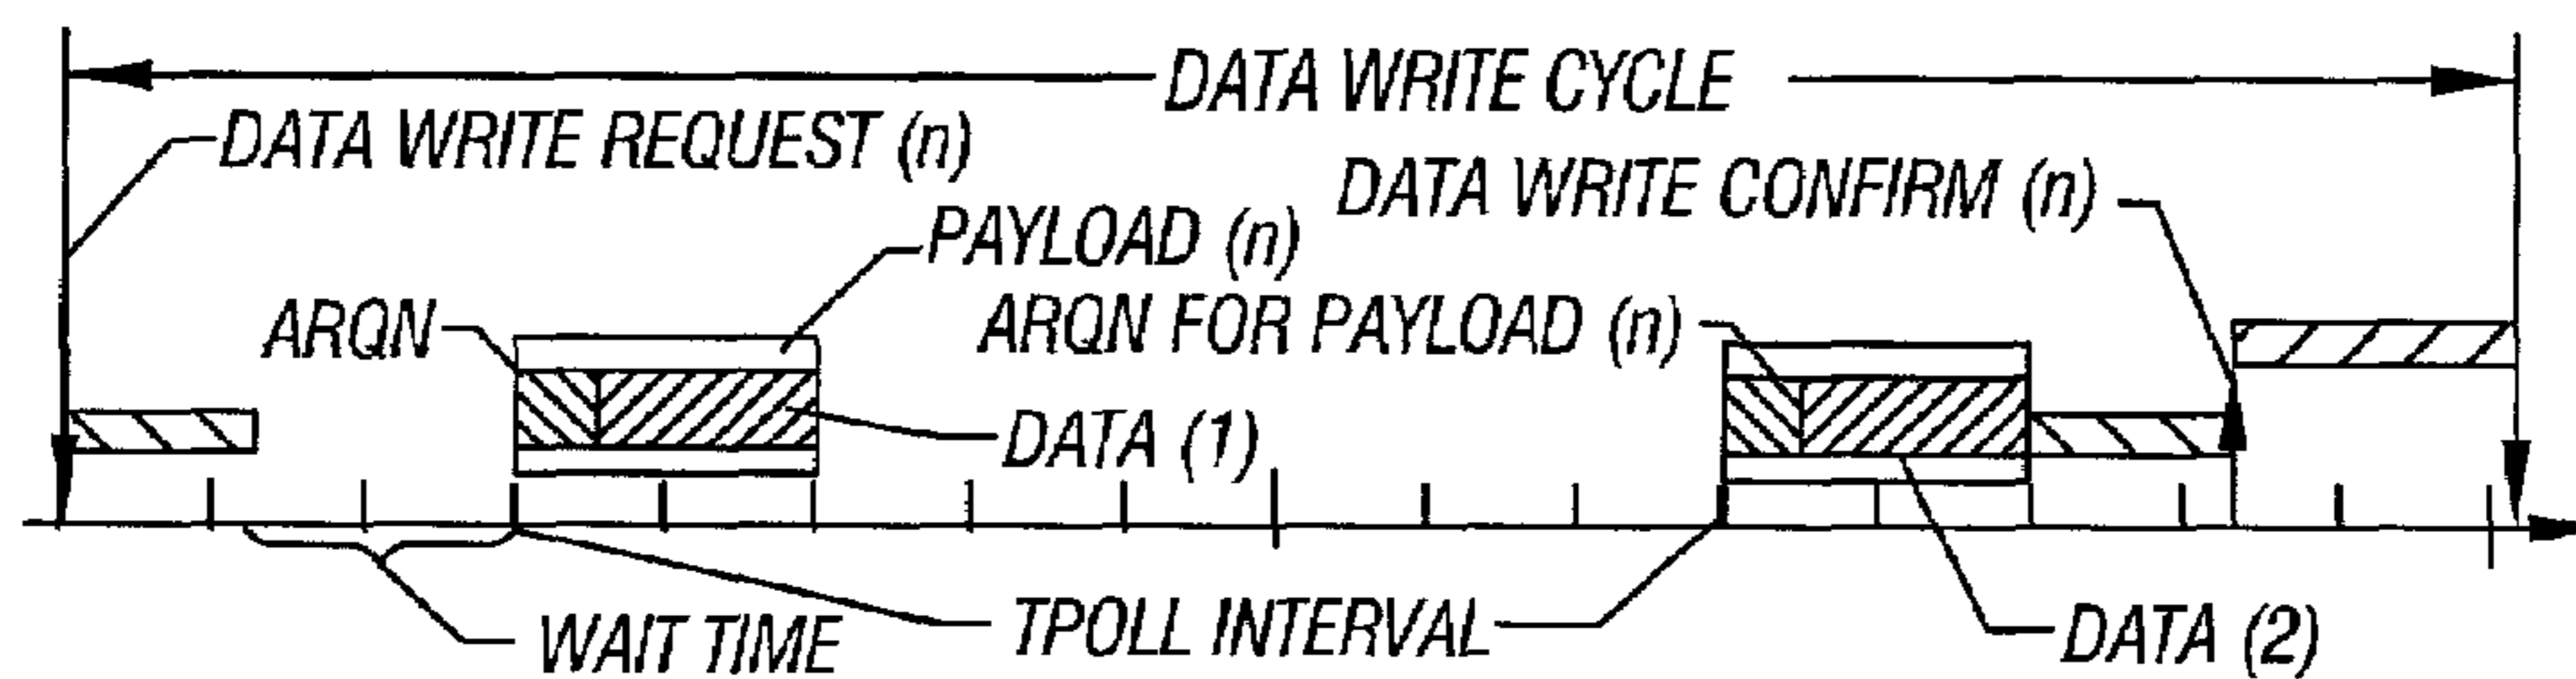 DATA WRITE CYCLE
DATA WRITE REQUEST (n)
DATA WRITE CONFIRM (n)
PAYLOAD (n)
ARQN
ARQN FOR PAYLOAD (n)
DATA (1)
WAIT TIME
TPOLL INTERVAL
DATA (2)